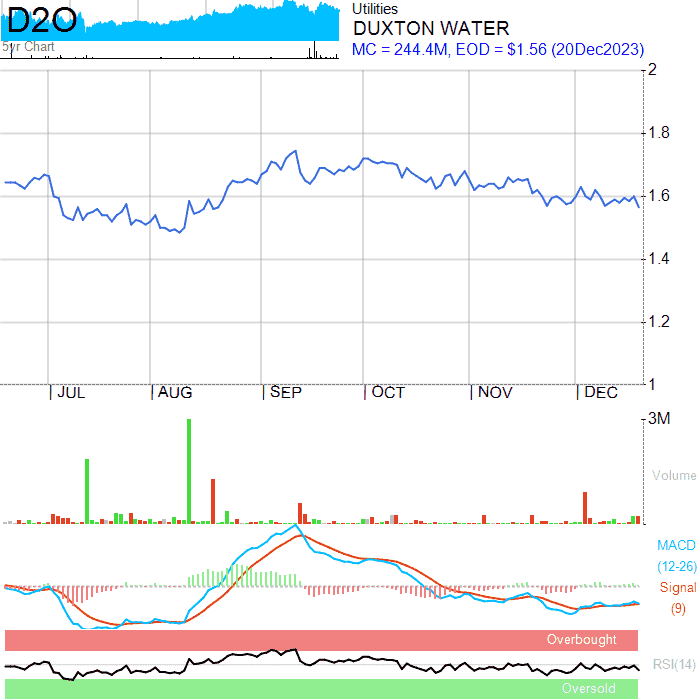 D2O
5yr Chart
Utilities
DUXTON WATER
MC = 244.4M, EOD = $1.56 (20Dec2023)
2
1.8
1.6
1.4
1.2
1
JUL AUG SEP OCT NOV DEC
3M
Volume
MACD
(12-26)
Signal
(9)
Overbought
RSI(14)
Oversold